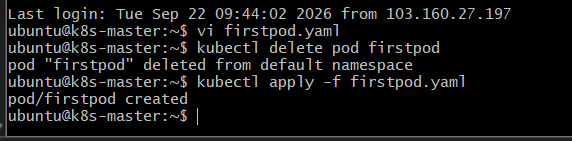 Last login: Tue Sep 22 09:44:02 2026 from 103.160.27.197
ubuntu@k8s-master:~$ vi firstpod.yaml
ubuntu@k8s-master:~$ kubectl delete pod firstpod
pod "firstpod" deleted from default namespace
ubuntu@k8s-master:~$ kubectl apply -f firstpod.yaml
pod/firstpod created
ubuntu@k8s-master:~$